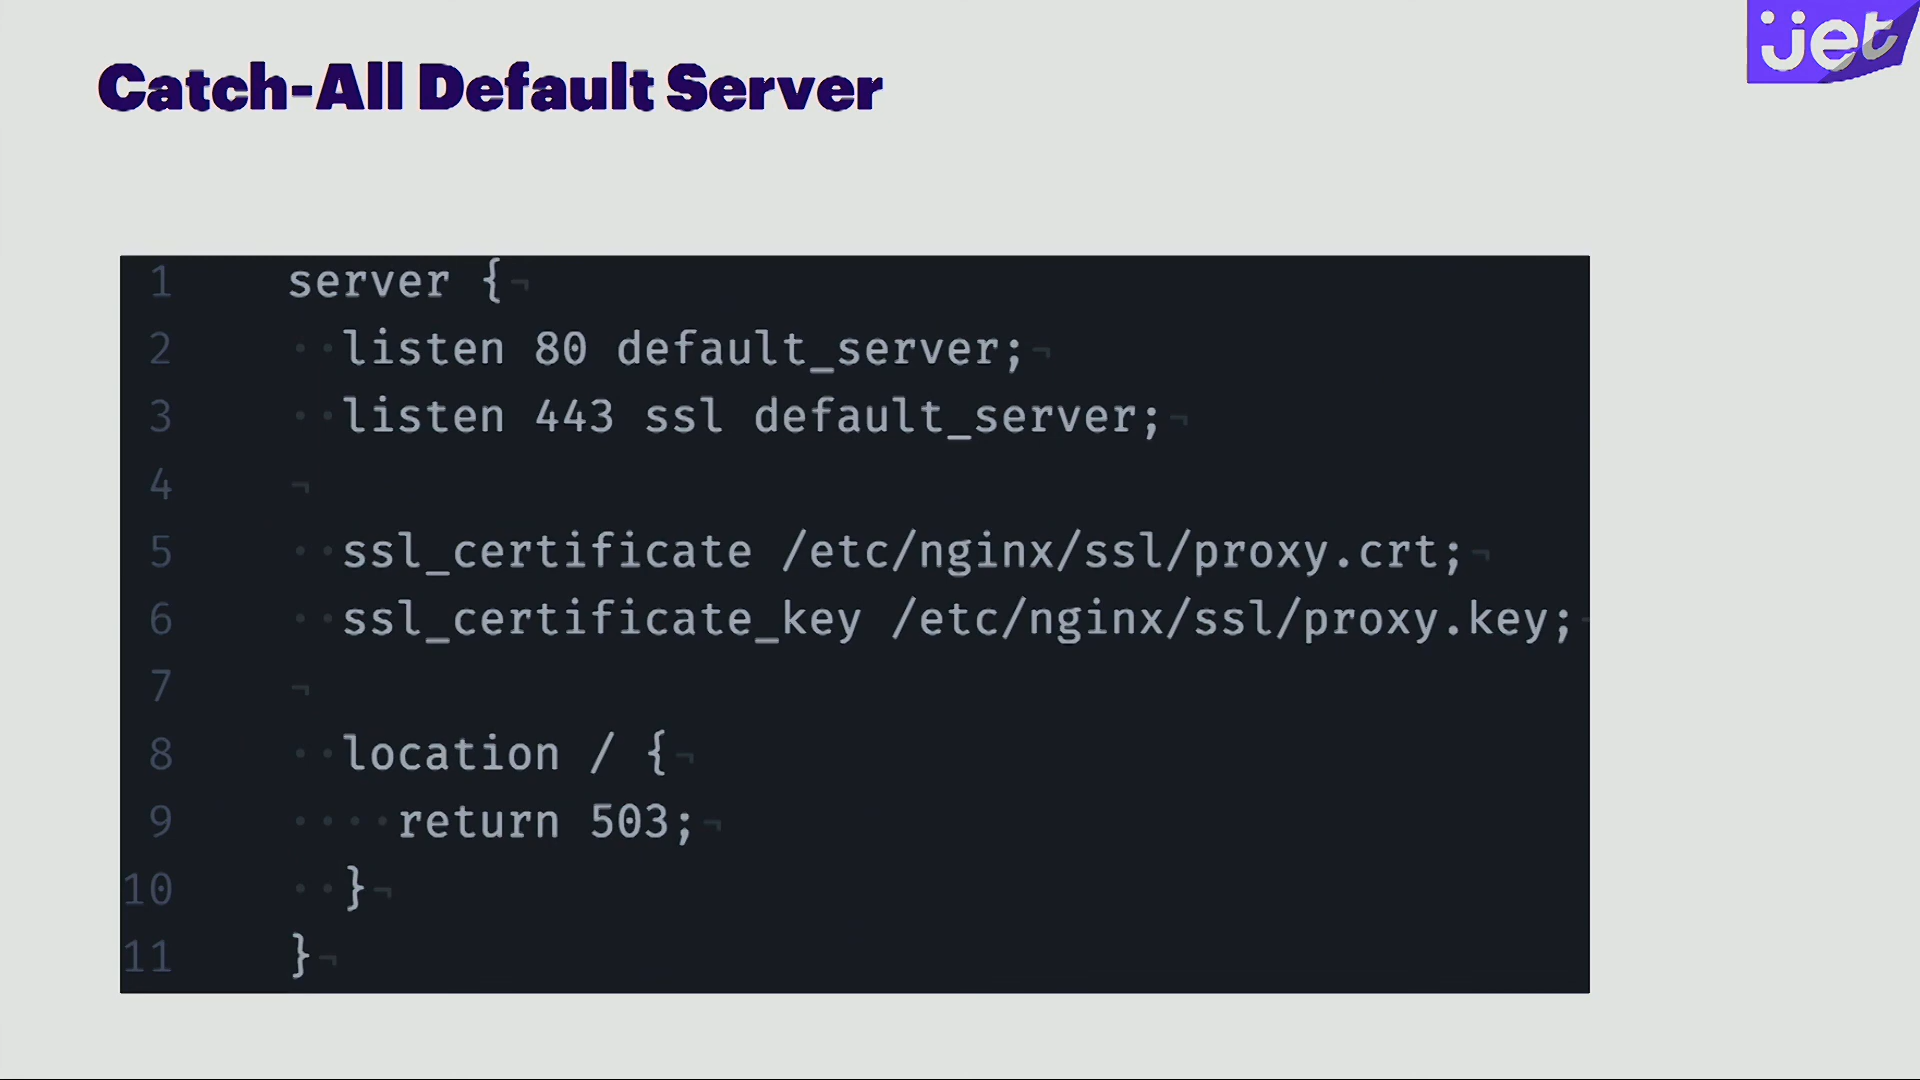 jet
Catch-All Default Server
1 server {¬
2 ··listen 80 default_server;¬
3 ··listen 443 ssl default_server;¬
4 ¬
5 ··ssl_certificate /etc/nginx/ssl/proxy.crt;¬
6 ··ssl_certificate_key /etc/nginx/ssl/proxy.key;¬
7 ¬
8 ··location / {¬
9 ····return 503;¬
10 ··}¬
11 }¬